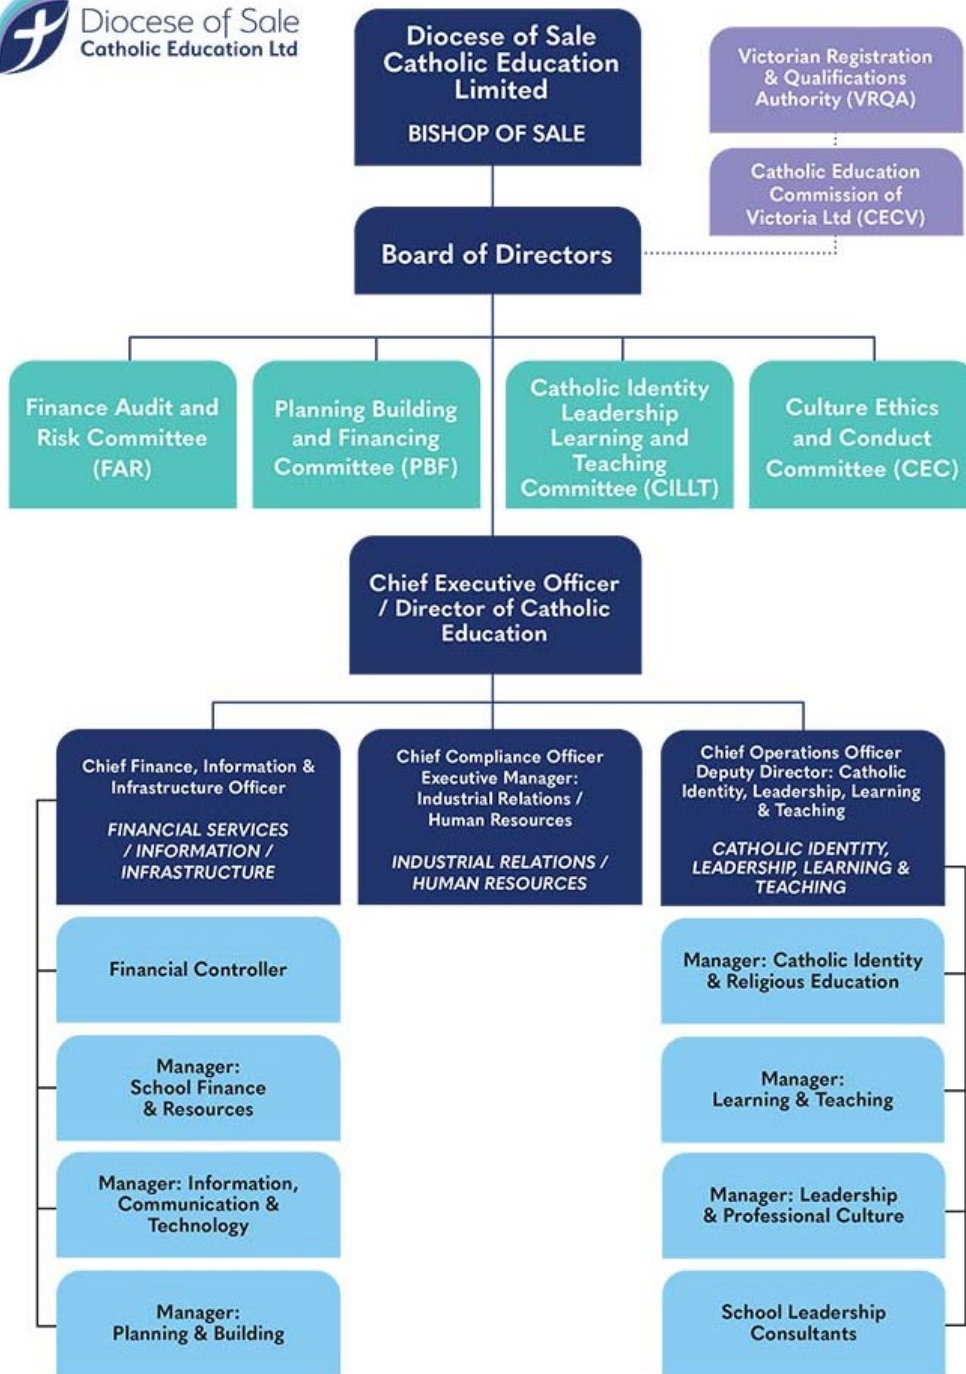 Diocese of Sale
Catholic Education Ltd
Diocese of Sale
Catholic Education
Limited
BISHOP OF SALE
Victorian Registration
& Qualifications
Authority (VRQA)
Catholic Education
Commission of
Victoria Ltd (CECV)
Board of Directors
Finance Audit and
Risk Committee
(FAR)
Planning Building
and Financing
Committee (PBF)
Catholic Identity
Leadership
Learning and
Teaching
Committee (CILLT)
Culture Ethics
and Conduct
Committee (CEC)
Chief Executive Officer
/ Director of Catholic
Education
Chief Finance, Information &
Infrastructure Officer
FINANCIAL SERVICES
/ INFORMATION /
INFRASTRUCTURE
Chief Compliance Officer
Executive Manager:
Industrial Relations /
Human Resources
INDUSTRIAL RELATIONS /
HUMAN RESOURCES
Chief Operations Officer
Deputy Director: Catholic
Identity, Leadership, Learning
& Teaching
CATHOLIC IDENTITY,
LEADERSHIP, LEARNING &
TEACHING
Financial Controller
Manager:
School Finance
& Resources
Manager: Information,
Communication &
Technology
Manager:
Planning & Building
Manager: Catholic Identity
& Religious Education
Manager:
Learning & Teaching
Manager: Leadership
& Professional Culture
School Leadership
Consultants